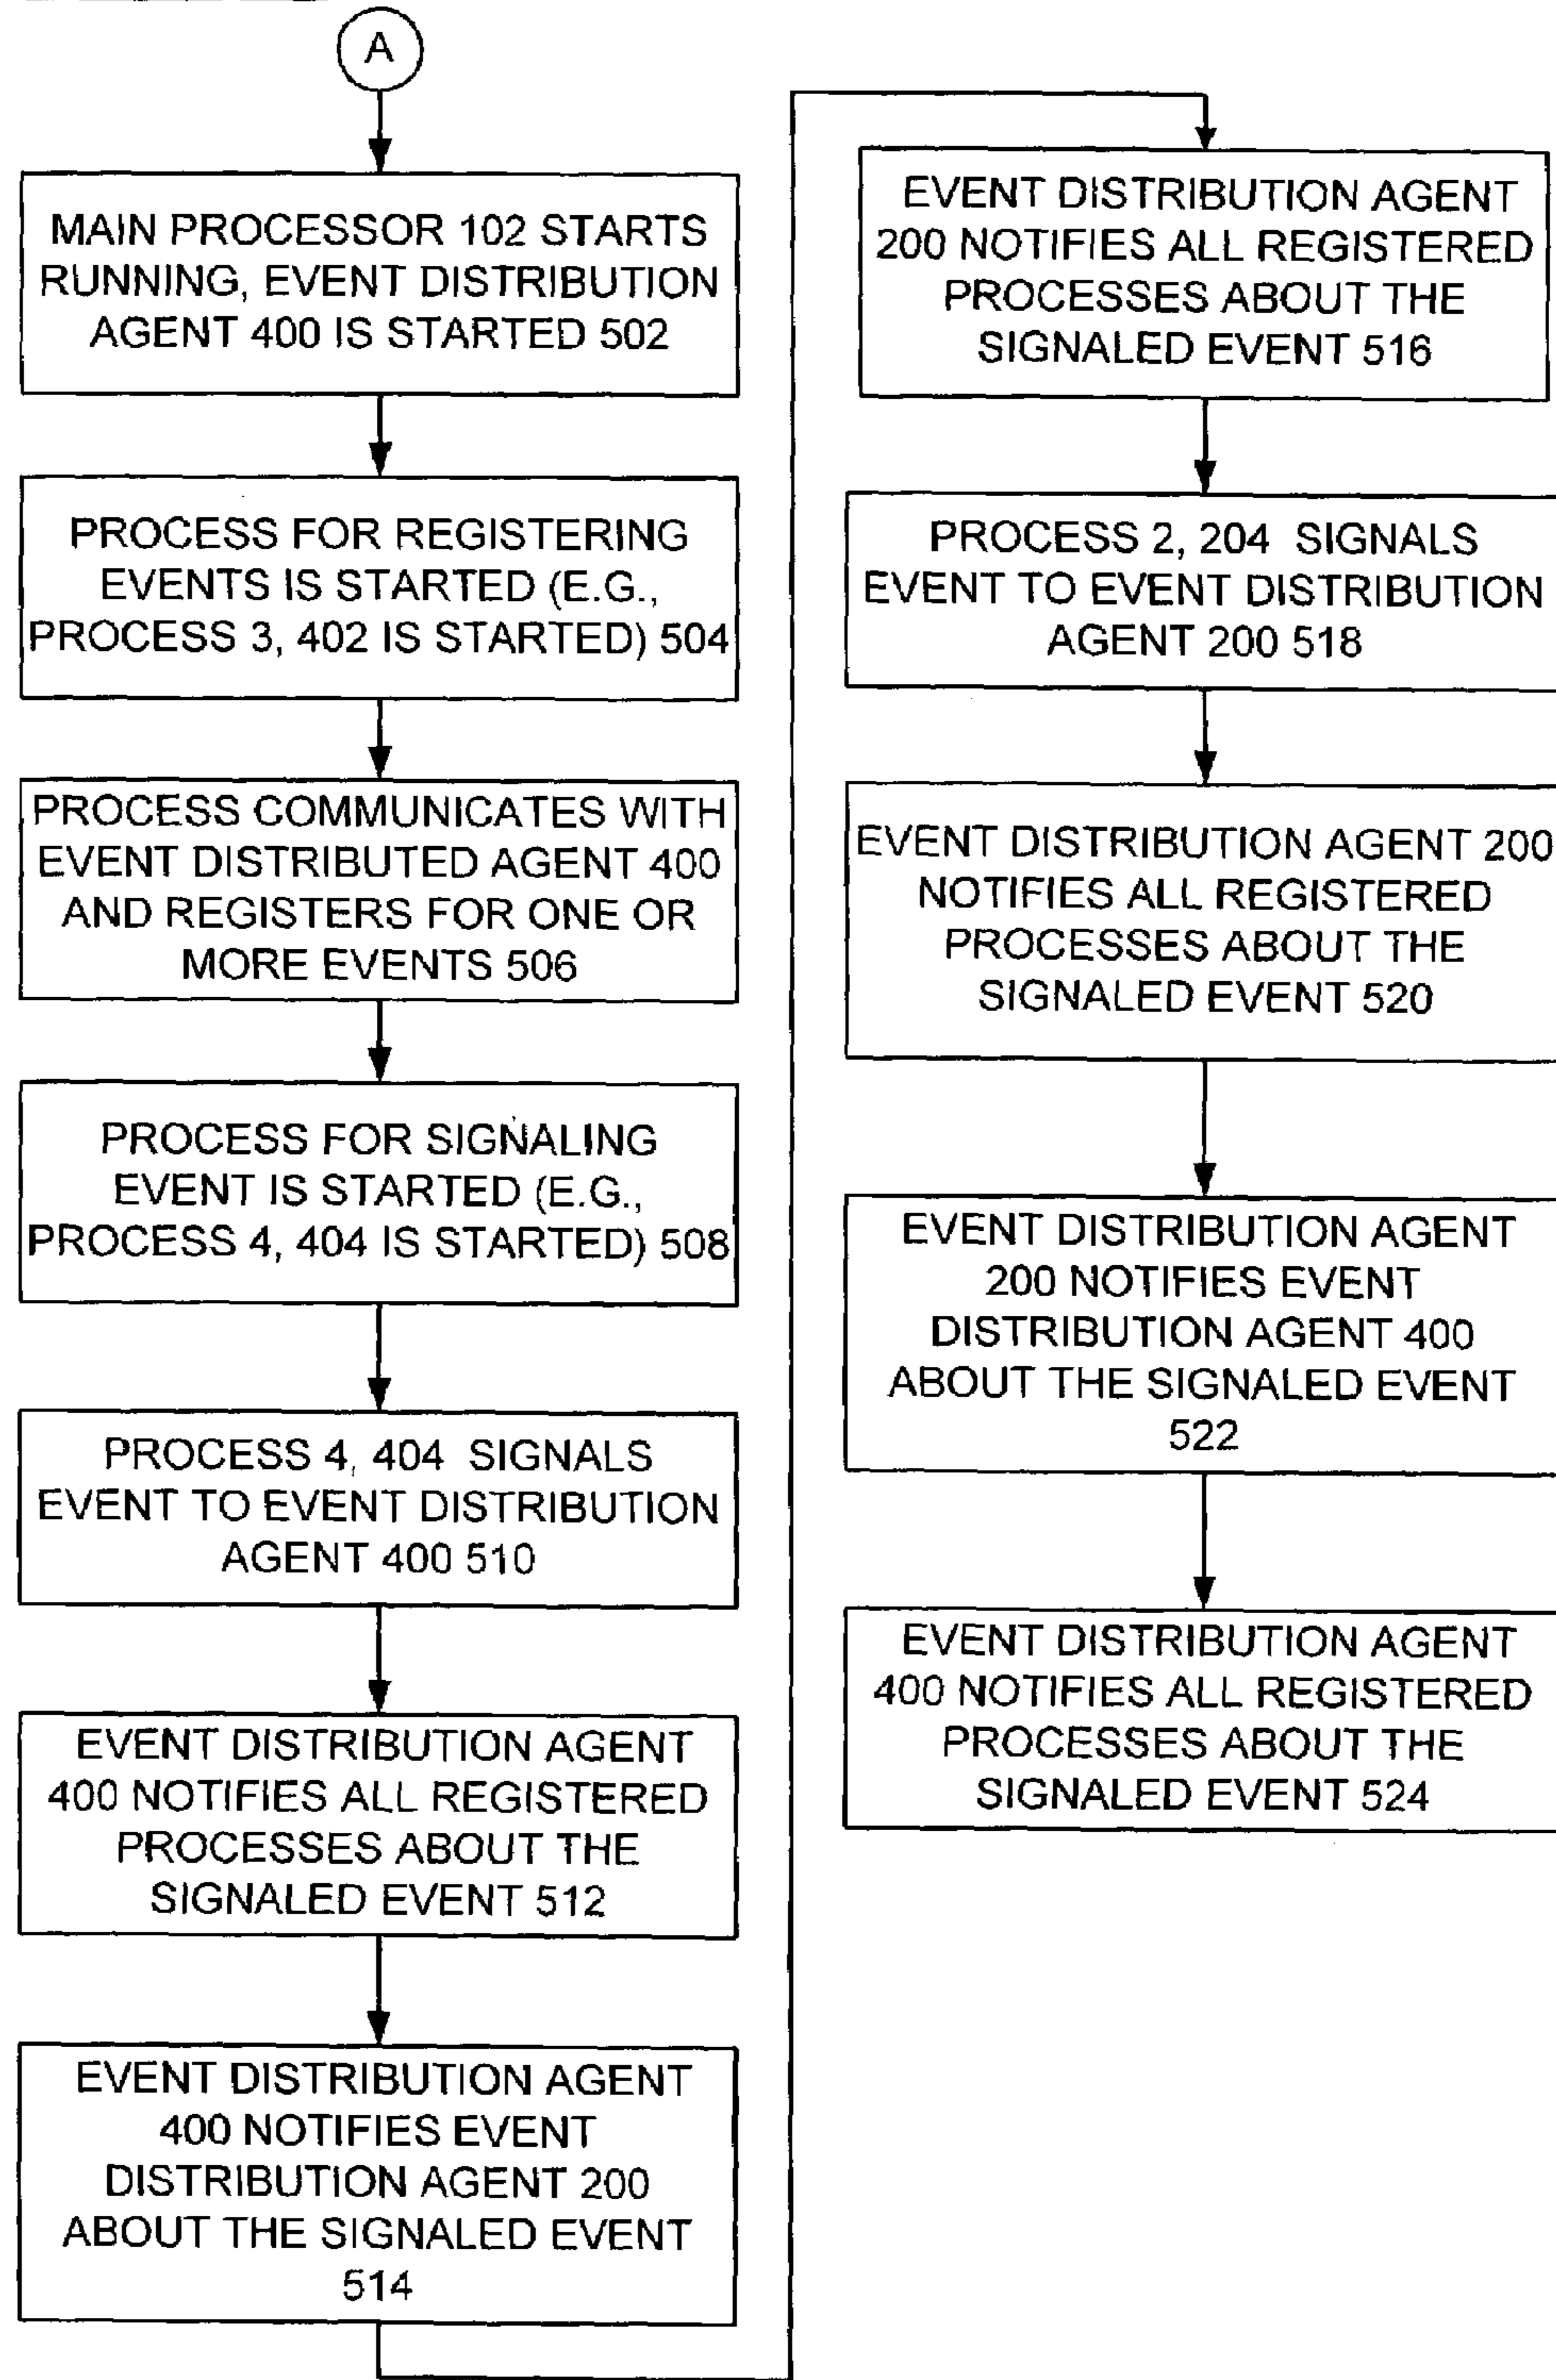 A
MAIN PROCESSOR 102 STARTS
RUNNING, EVENT DISTRIBUTION
AGENT 400 IS STARTED 502
PROCESS FOR REGISTERING
EVENTS IS STARTED (E.G.,
PROCESS 3, 402 IS STARTED) 504
PROCESS COMMUNICATES WITH
EVENT DISTRIBUTED AGENT 400
AND REGISTERS FOR ONE OR
MORE EVENTS 506
PROCESS FOR SIGNALING
EVENT IS STARTED (E.G.,
PROCESS 4, 404 IS STARTED) 508
PROCESS 4, 404 SIGNALS
EVENT TO EVENT DISTRIBUTION
AGENT 400 510
EVENT DISTRIBUTION AGENT
400 NOTIFIES ALL REGISTERED
PROCESSES ABOUT THE
SIGNALED EVENT 512
EVENT DISTRIBUTION AGENT
400 NOTIFIES EVENT
DISTRIBUTION AGENT 200
ABOUT THE SIGNALED EVENT
514
EVENT DISTRIBUTION AGENT
200 NOTIFIES ALL REGISTERED
PROCESSES ABOUT THE
SIGNALED EVENT 516
PROCESS 2, 204 SIGNALS
EVENT TO EVENT DISTRIBUTION
AGENT 200 518
EVENT DISTRIBUTION AGENT 200
NOTIFIES ALL REGISTERED
PROCESSES ABOUT THE
SIGNALED EVENT 520
EVENT DISTRIBUTION AGENT
200 NOTIFIES EVENT
DISTRIBUTION AGENT 400
ABOUT THE SIGNALED EVENT
522
EVENT DISTRIBUTION AGENT
400 NOTIFIES ALL REGISTERED
PROCESSES ABOUT THE
SIGNALED EVENT 524